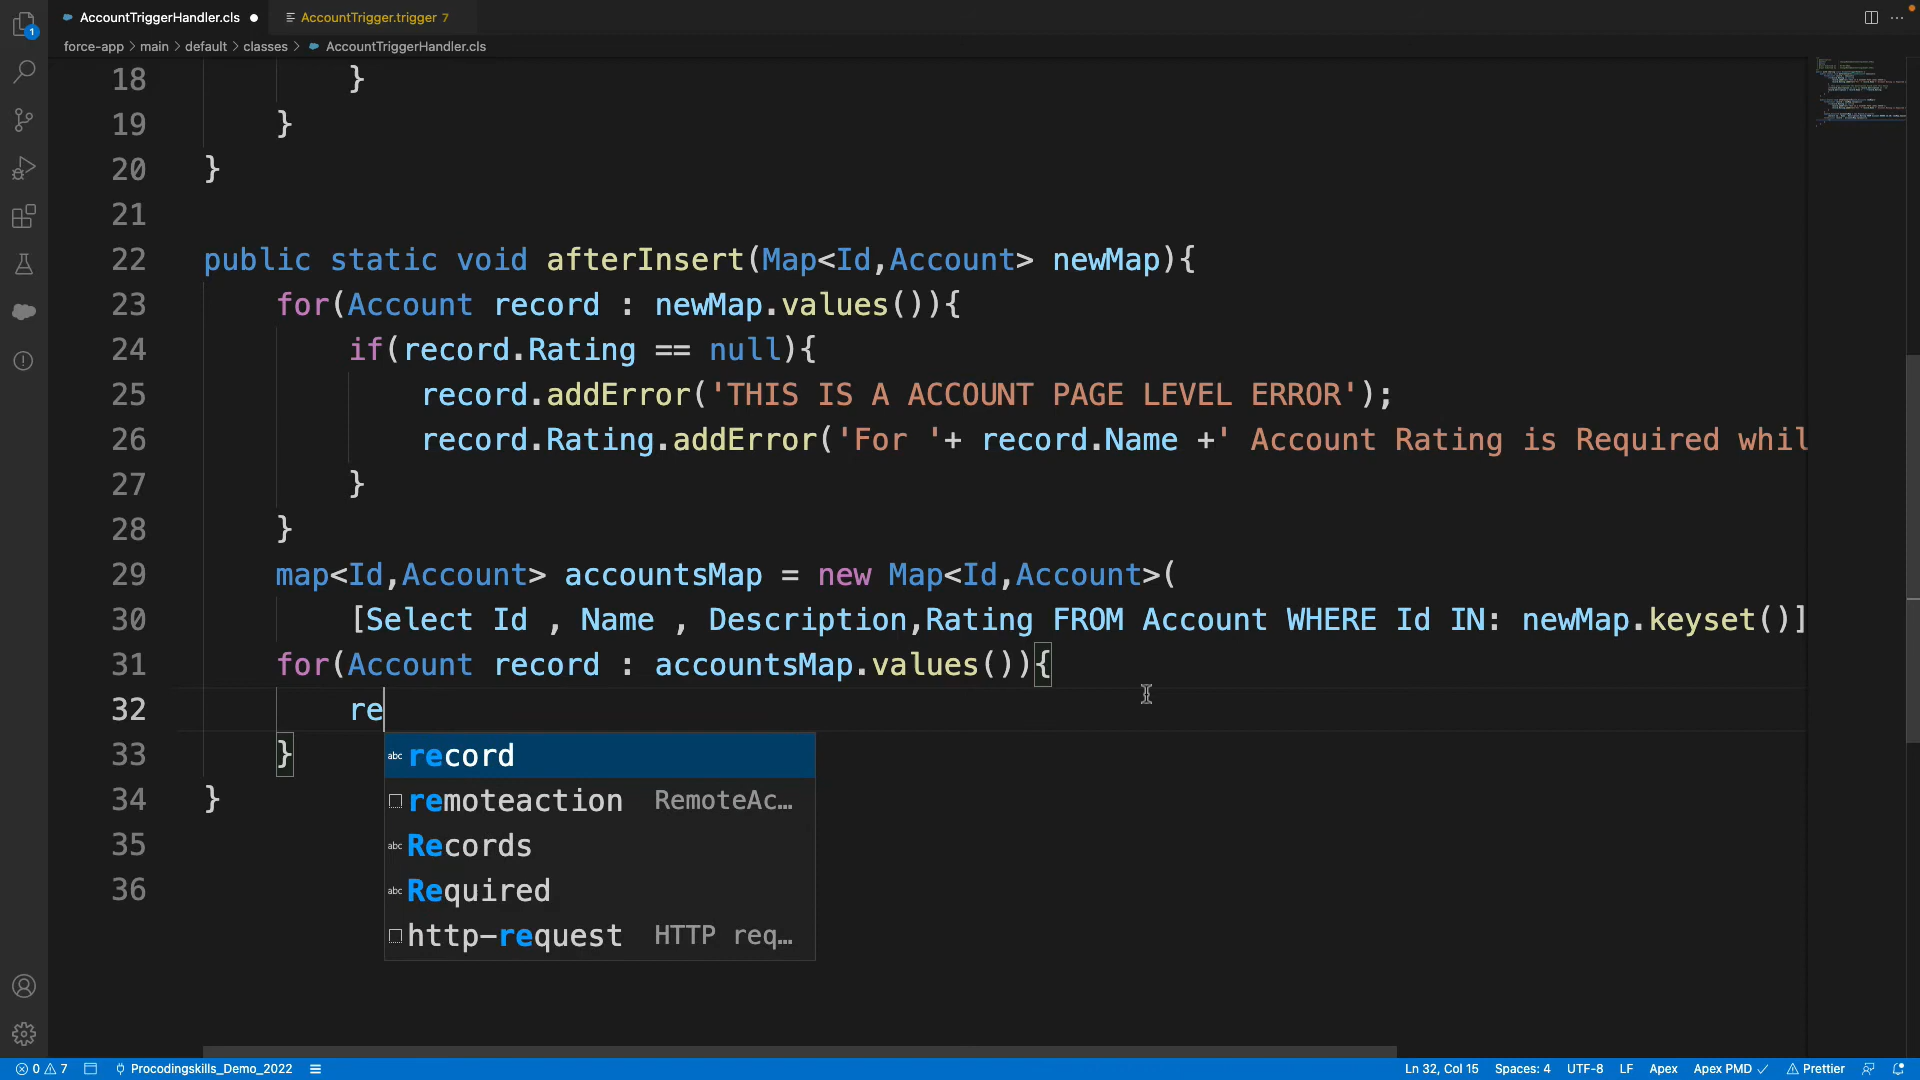 AccountTriggerHandler.cls ● AccountTrigger.trigger 7
force-app > main > default > classes > AccountTriggerHandler.cls
18 }
19 }
20 }
21
22 public static void afterInsert(Map<Id,Account> newMap){
23 for(Account record : newMap.values()){
24 if(record.Rating == null){
25 record.addError('THIS IS A ACCOUNT PAGE LEVEL ERROR');
26 record.Rating.addError('For '+ record.Name +' Account Rating is Required whil
27 }
28 }
29 map<Id,Account> accountsMap = new Map<Id,Account>(
30 [Select Id , Name , Description,Rating FROM Account WHERE Id IN: newMap.keyset()]
31 for(Account record : accountsMap.values()){
32 re
abc record
33 }
remoteaction RemoteAc…
34 }
abc Records
35
abc Required
36
http-request HTTP req…
1
0 7 Procodingskills_Demo_2022 Ln 32, Col 15 Spaces: 4 UTF-8 LF Apex Apex PMD ✓ Prettier